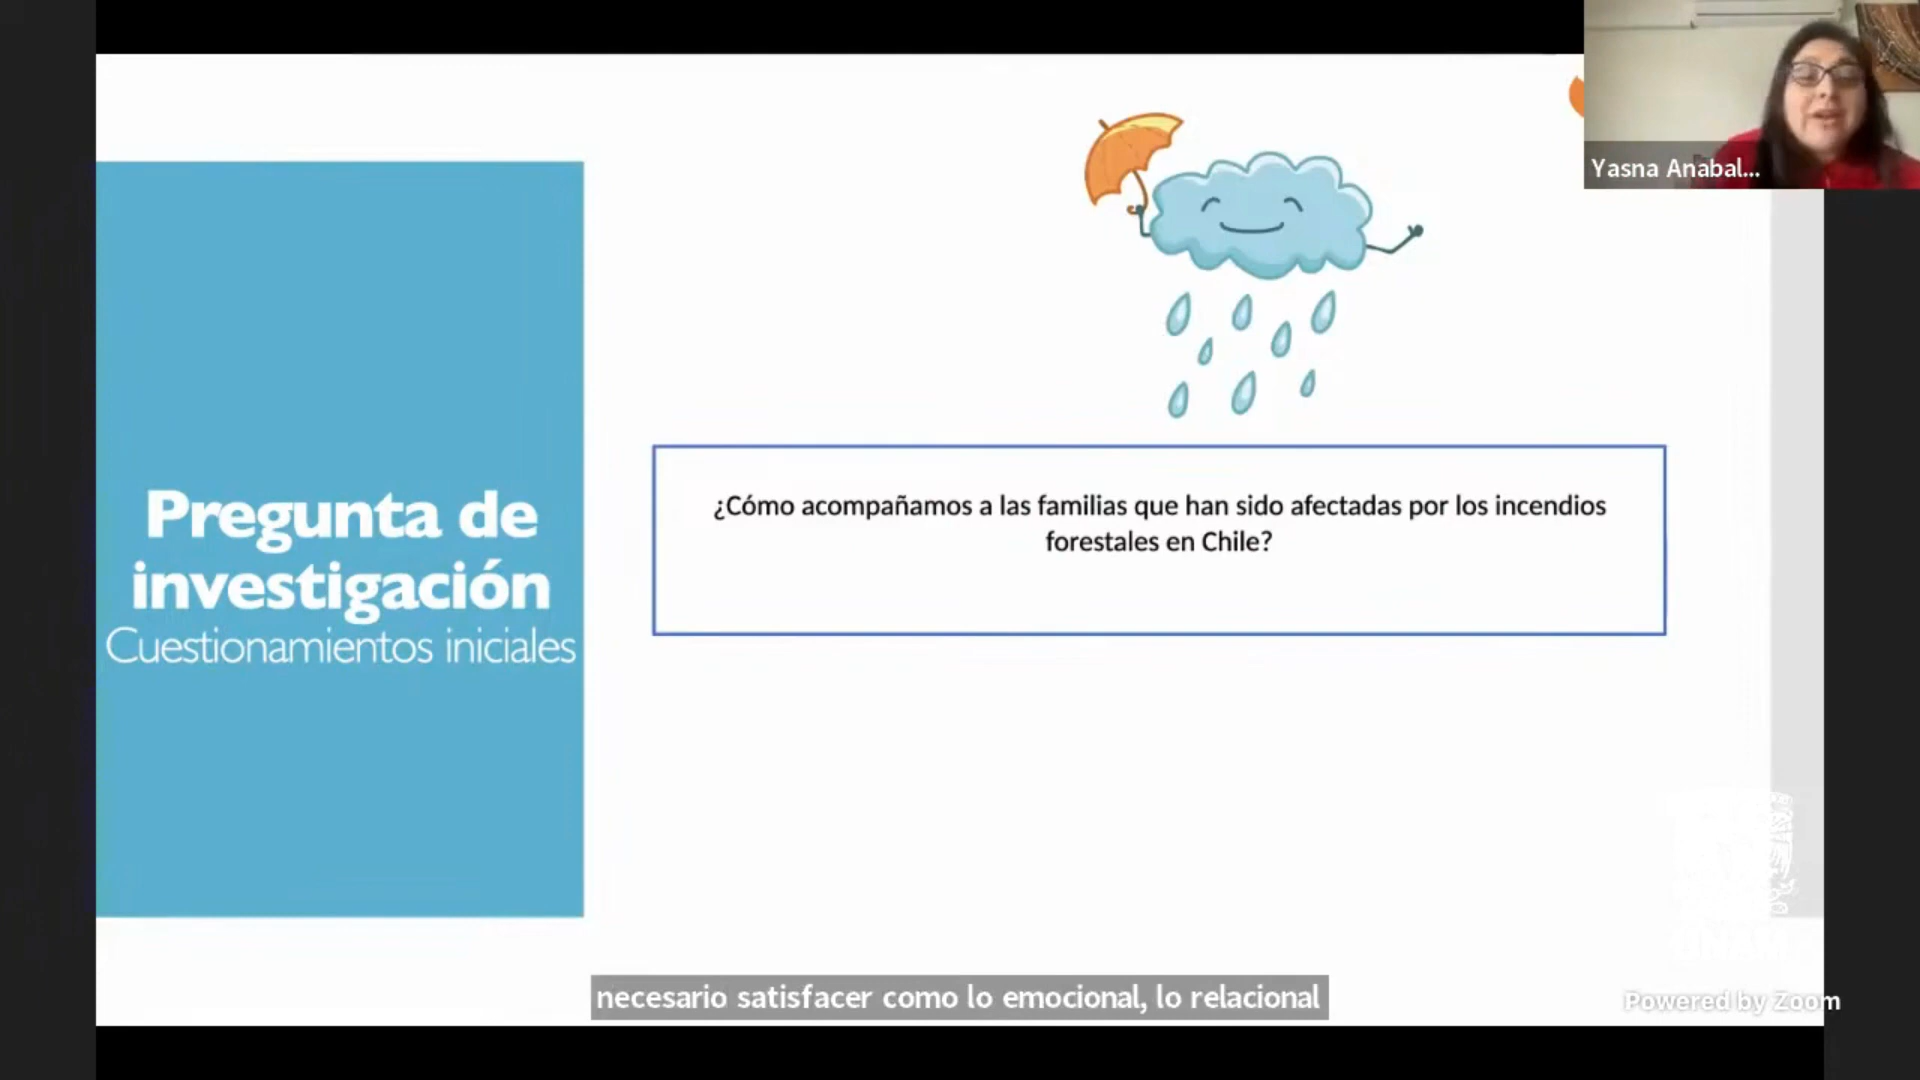 Yasna Anabal...
Pregunta de
investigación
Cuestionamientos iniciales
¿Cómo acompañamos a las familias que han sido afectadas por los incendios
forestales en Chile?
necesario satisfacer como lo emocional, lo relacional
Powered by Zoom